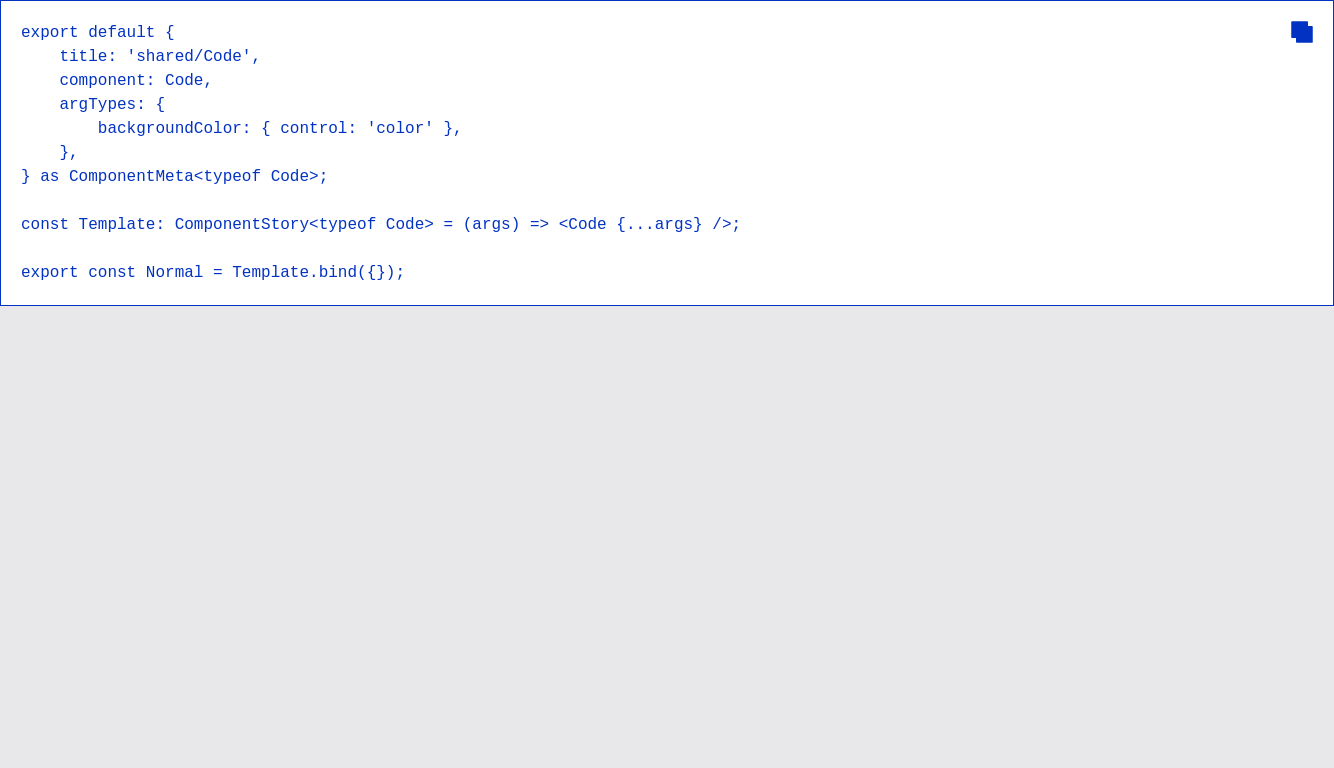 export default {
    title: 'shared/Code',
    component: Code,
    argTypes: {
        backgroundColor: { control: 'color' },
    },
} as ComponentMeta<typeof Code>;

const Template: ComponentStory<typeof Code> = (args) => <Code {...args} />;

export const Normal = Template.bind({});